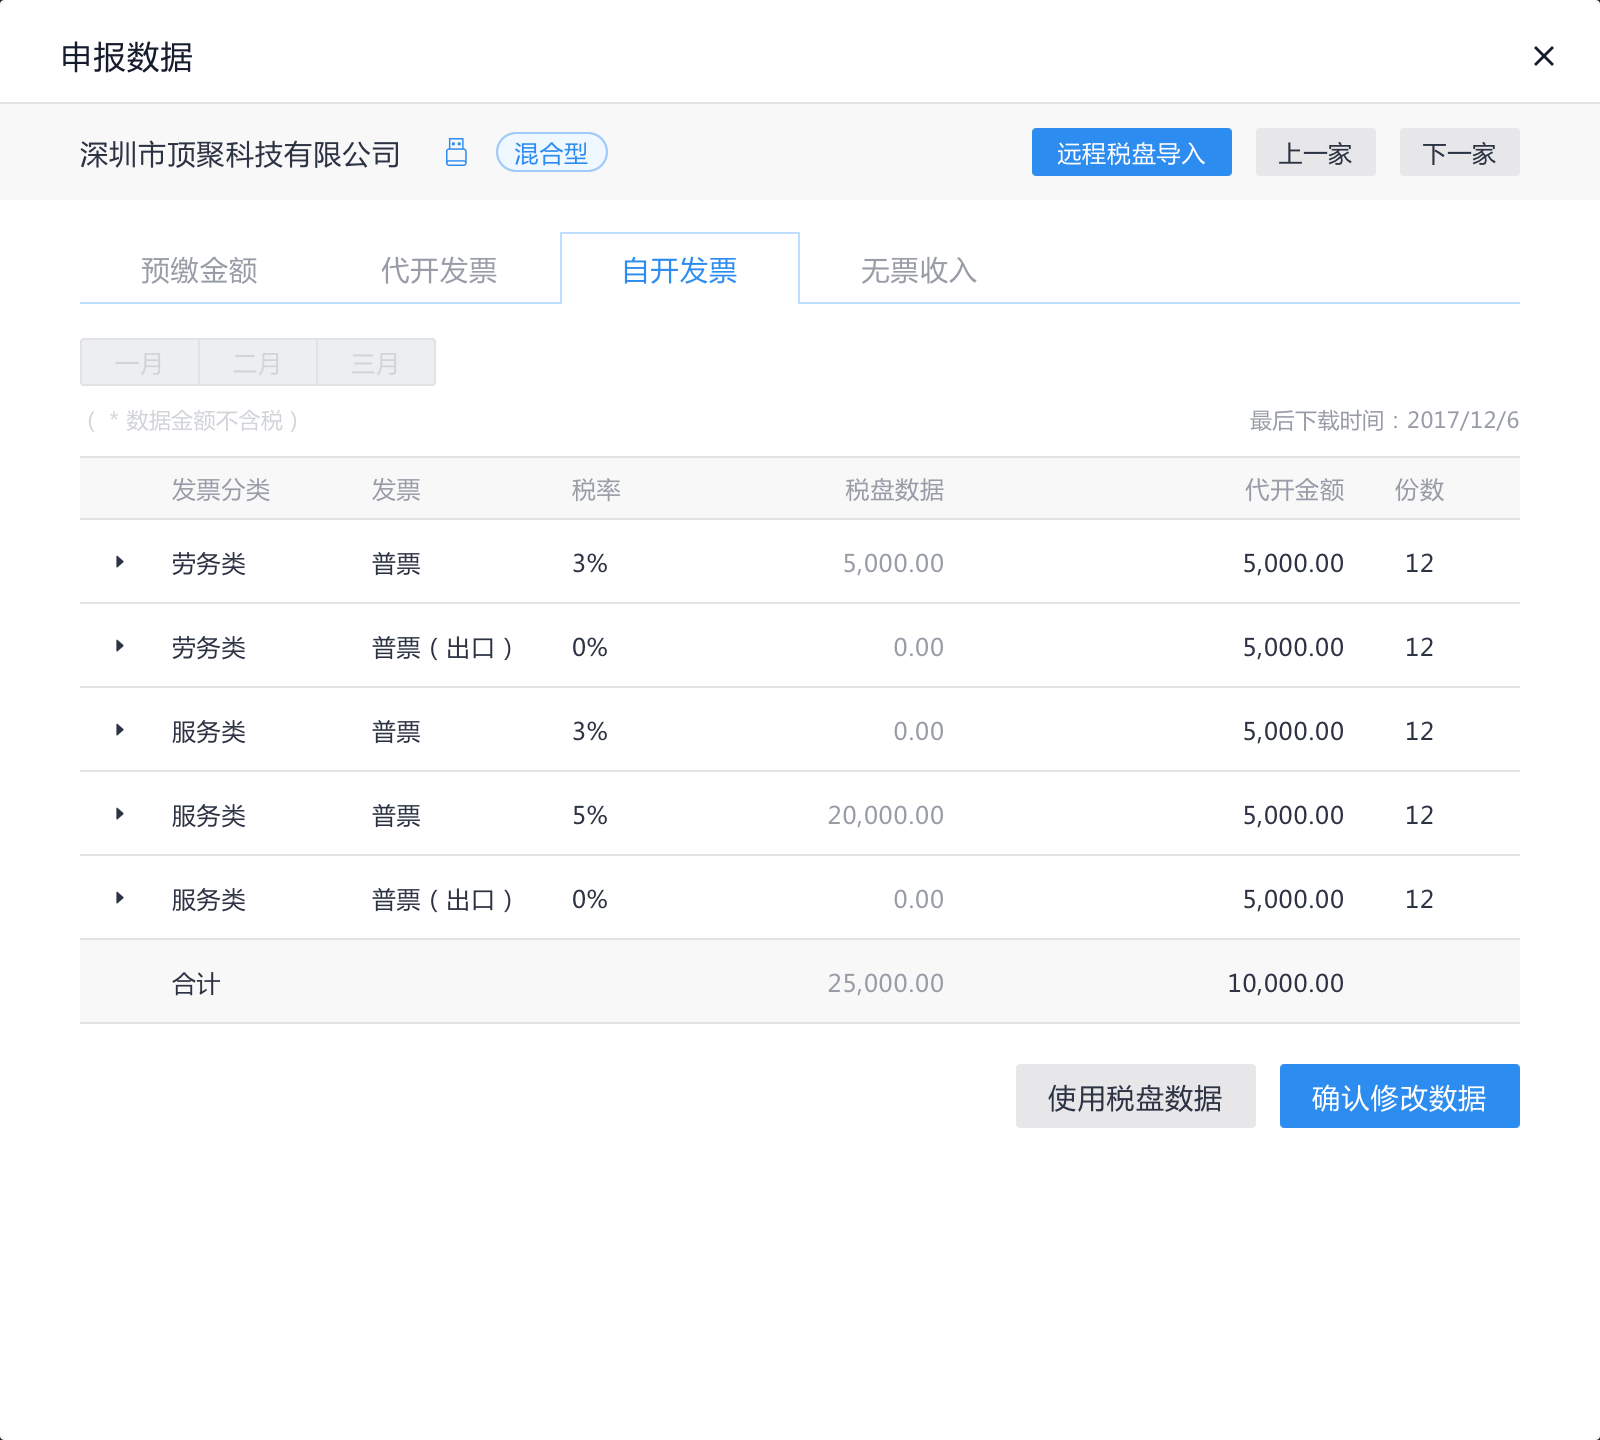 申报数据
深圳市顶聚科技有限公司 混合型 远程税盘导入 上一家 下一家
预缴金额 代开发票 自开发票 无票收入
一月 二月 三月
( * 数据金额不含税 ) 最后下载时间：2017/12/6
发票分类 发票 税率 税盘数据 代开金额 份数
劳务类 普票 3% 5,000.00 5,000.00 12
劳务类 普票 ( 出口 ) 0% 0.00 5,000.00 12
服务类 普票 3% 0.00 5,000.00 12
服务类 普票 5% 20,000.00 5,000.00 12
服务类 普票 ( 出口 ) 0% 0.00 5,000.00 12
合计 25,000.00 10,000.00
使用税盘数据 确认修改数据